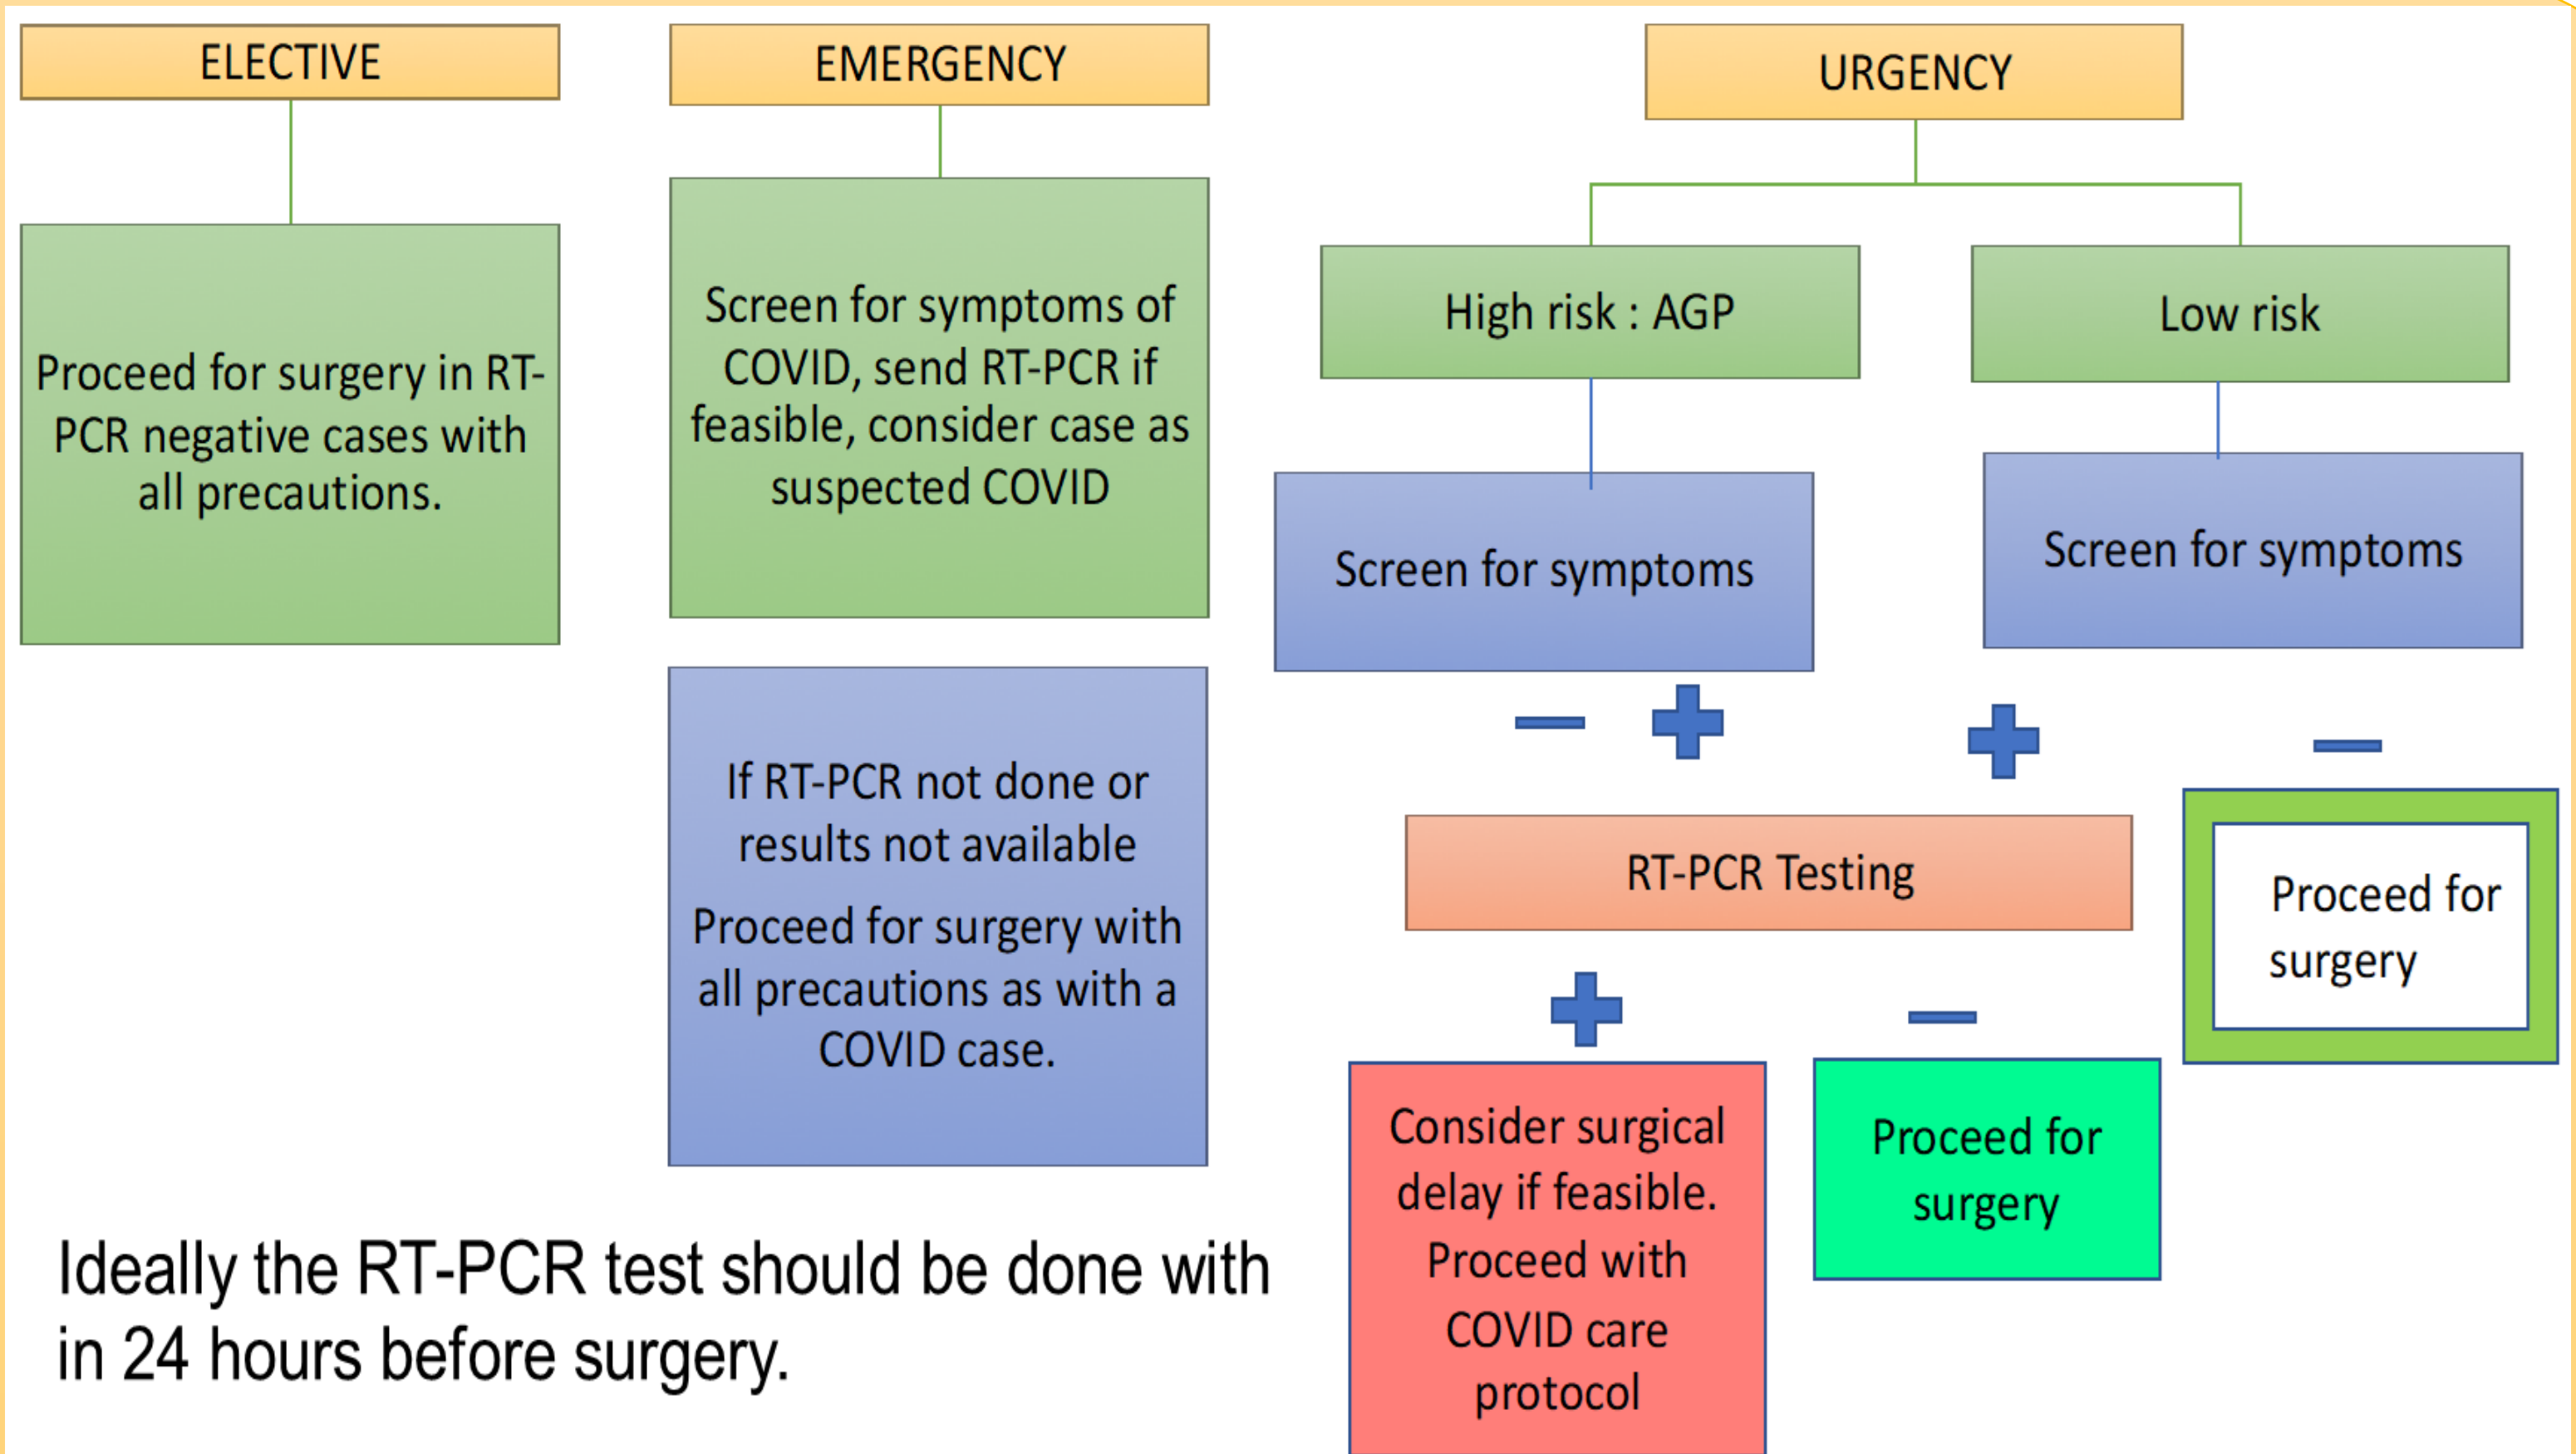 ELECTIVE
Proceed for surgery in RT-
PCR negative cases with
all precautions.
EMERGENCY
Screen for symptoms of
COVID, send RT-PCR if
feasible, consider case as
suspected COVID
If RT-PCR not done or
results not available
Proceed for surgery with
all precautions as with a
COVID case.
URGENCY
High risk : AGP
Low risk
Screen for symptoms
Screen for symptoms
RT-PCR Testing
Proceed for
surgery
Consider surgical
delay if feasible.
Proceed with
COVID care
protocol
Proceed for
surgery
Ideally the RT-PCR test should be done with
in 24 hours before surgery.